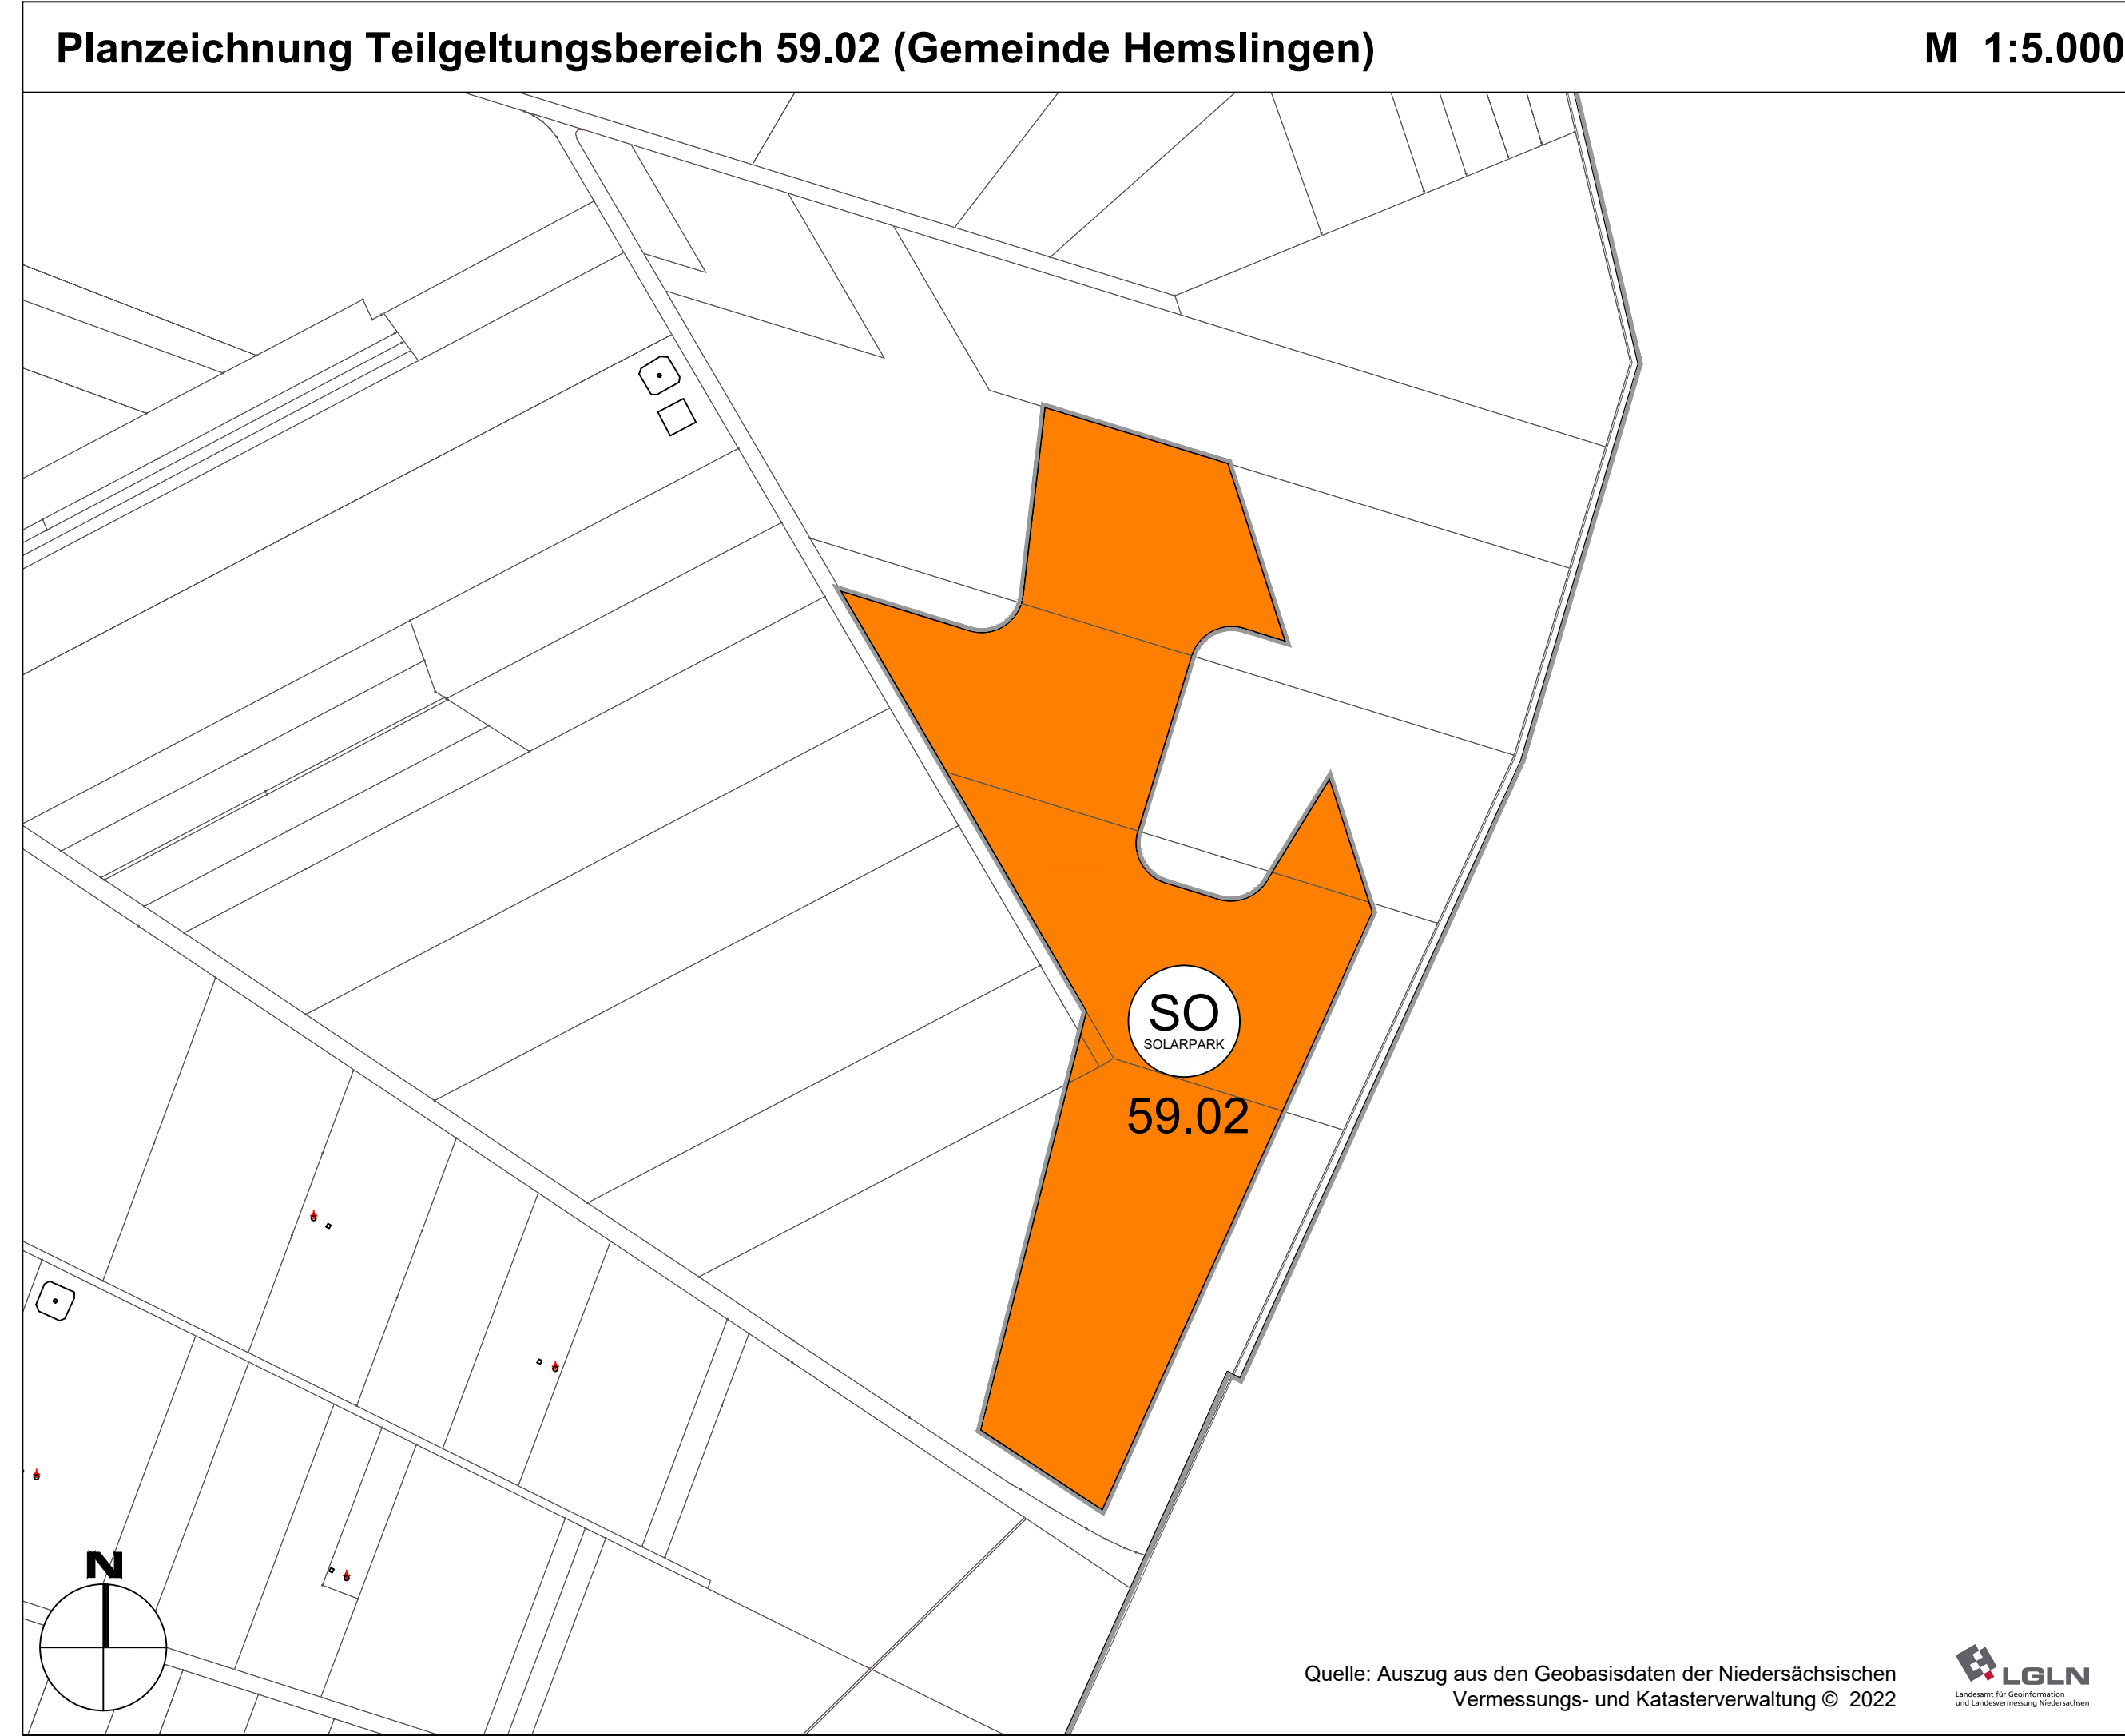 Planzeichnung Teilgeltungsbereich 59.02 (Gemeinde Hemslingen)
M 1:5.000
SO
SOLARPARK
59.02
N
Quelle: Auszug aus den Geobasisdaten der Niedersächsischen
Vermessungs- und Katasterverwaltung © 2022
LGLN
Landesamt für Geoinformation
und Landesvermessung Niedersachsen